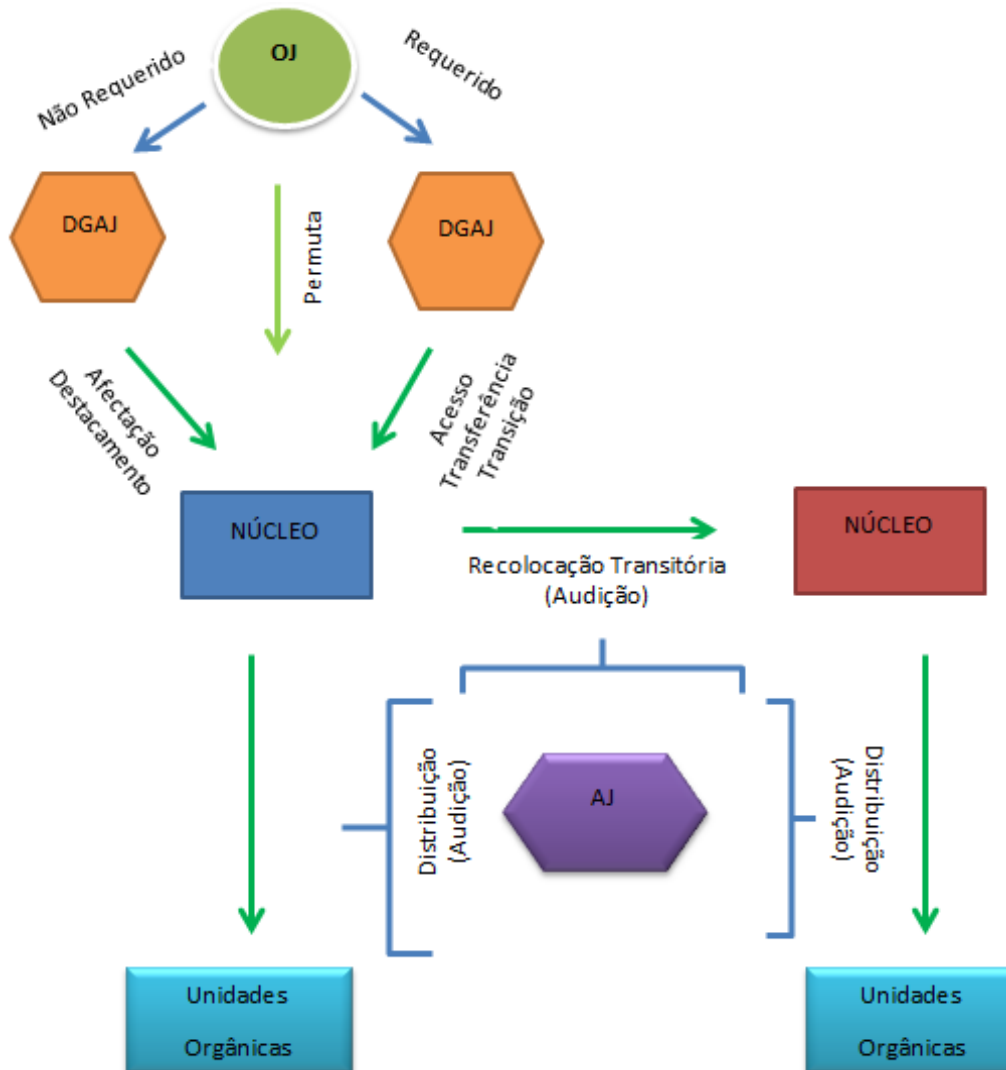 OJ
Não Requerido
Requerido
DGAJ
DGAJ
Permuta
Afectação
Destacamento
Acesso
Transferência
Transição
NÚCLEO
NÚCLEO
Recolocação Transitória
(Audição)
Distribuição
(Audição)
AJ
Distribuição
(Audição)
Unidades
Orgânicas
Unidades
Orgânicas